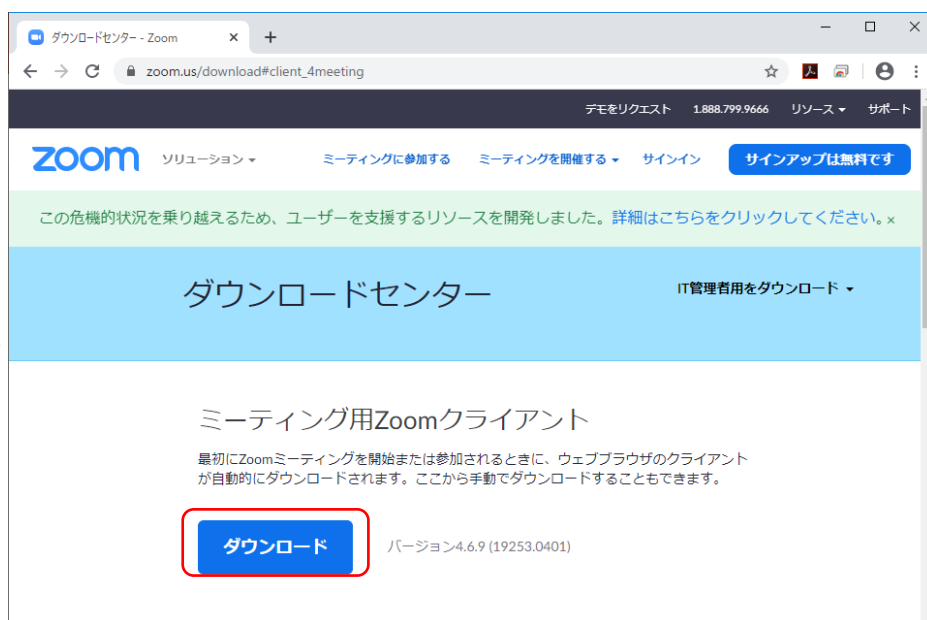 ダウンロードセンター - Zoom
zoom.us/download#client_4meeting
デモをリクエスト 1.888.799.9666 リソース サポート
zoom ソリューション ミーティングに参加する ミーティングを開催する サインイン サインアップは無料です
この危機的状況を乗り越えるため、ユーザーを支援するリソースを開発しました。詳細はこちらをクリックしてください。×
ダウンロードセンター
IT管理者用をダウンロード
ミーティング用Zoomクライアント
最初にZoomミーティングを開始または参加されるときに、ウェブブラウザのクライアント
が自動的にダウンロードされます。ここから手動でダウンロードすることもできます。
ダウンロード バージョン4.6.9 (19253.0401)